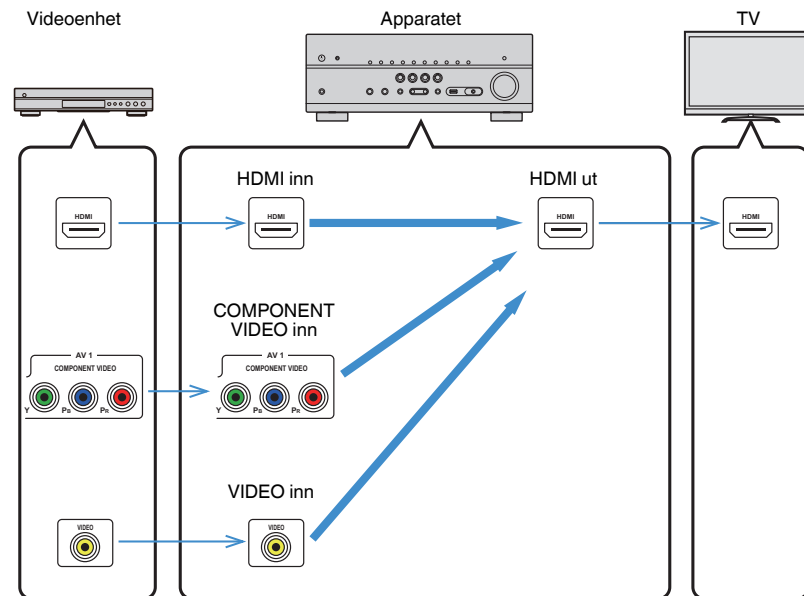 Videoenhet
Apparatet
TV
HDMI inn
HDMI ut
HDMI
HDMI
HDMI
HDMI
COMPONENT
VIDEO inn
AV 1
COMPONENT VIDEO
Y PB PR
AV 1
COMPONENT VIDEO
Y PB PR
VIDEO inn
VIDEO
VIDEO